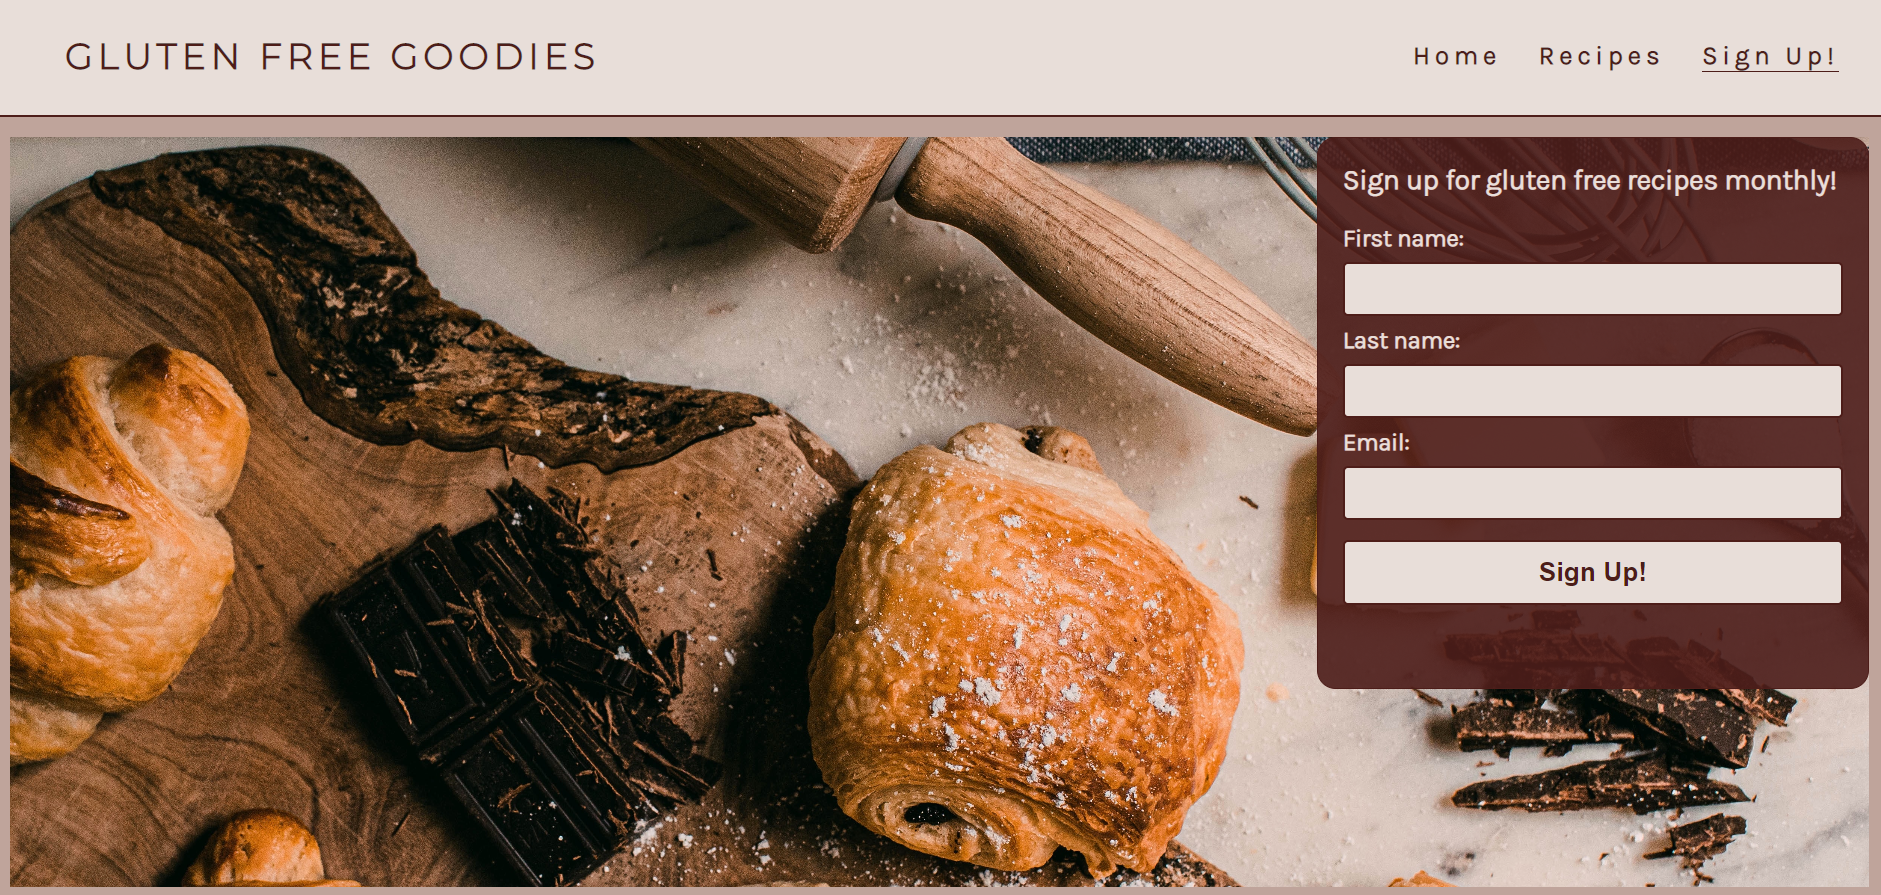 GLUTEN FREE GOODIES
Home Recipes Sign Up!
Sign up for gluten free recipes monthly!
First name:
Last name:
Email:
Sign Up!